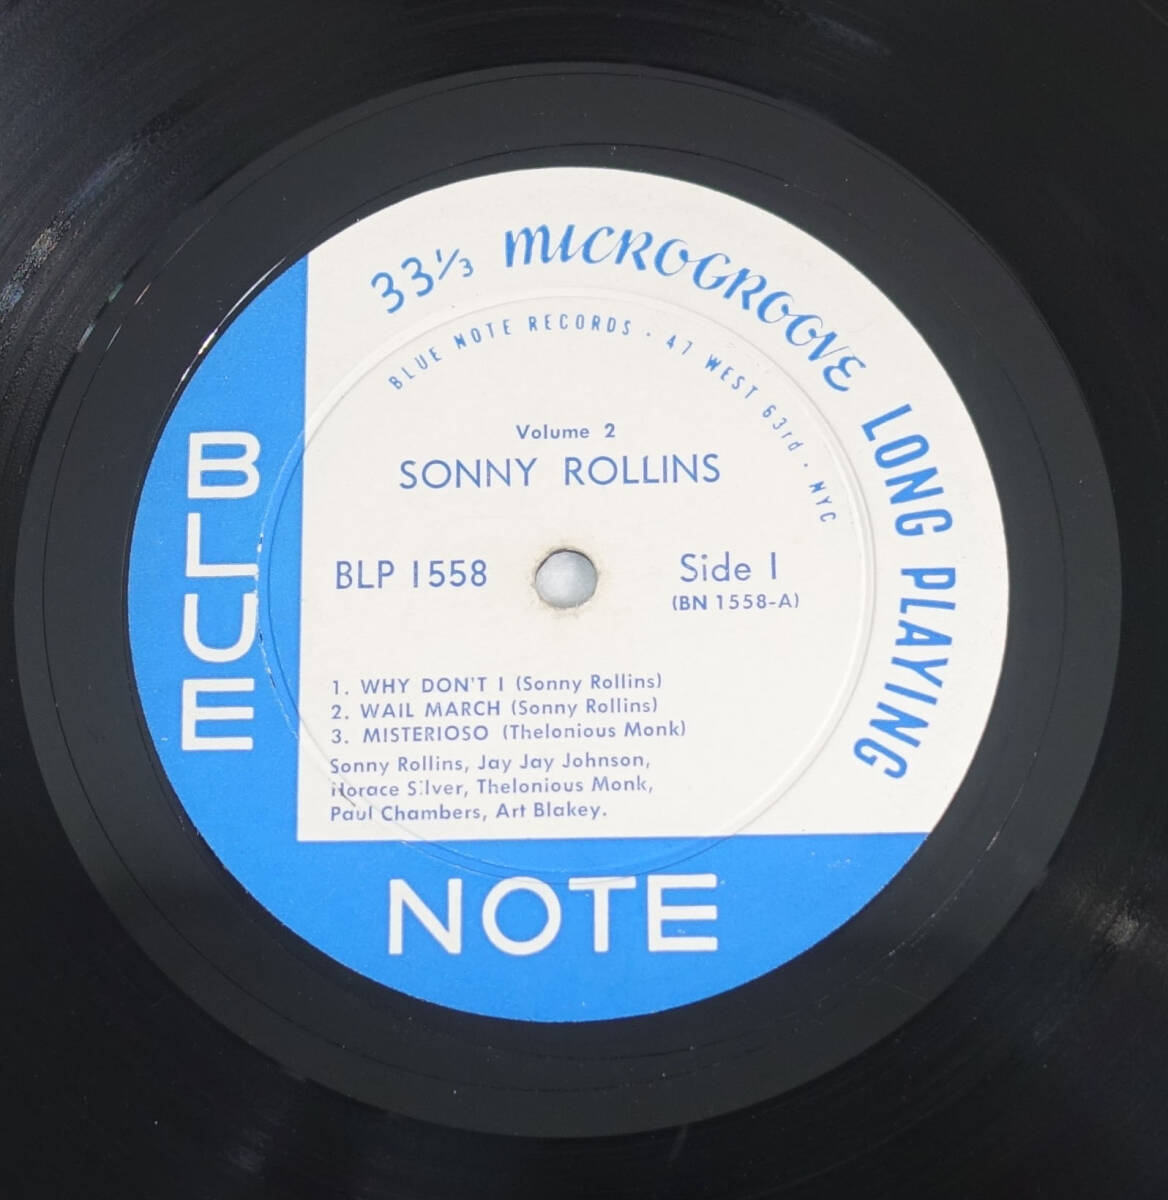 33⅓ MICROGROOVE LONG PLAYING
BLUE NOTE RECORDS · 47 WEST 63rd · NYC
Volume 2
SONNY ROLLINS
BLP 1558
Side 1
(BN 1558-A)
1. WHY DON'T I (Sonny Rollins)
2. WAIL MARCH (Sonny Rollins)
3. MISTERIOSO (Thelonious Monk)
Sonny Rollins, Jay Jay Johnson,
Horace Silver, Thelonious Monk,
Paul Chambers, Art Blakey.
BLUE
NOTE